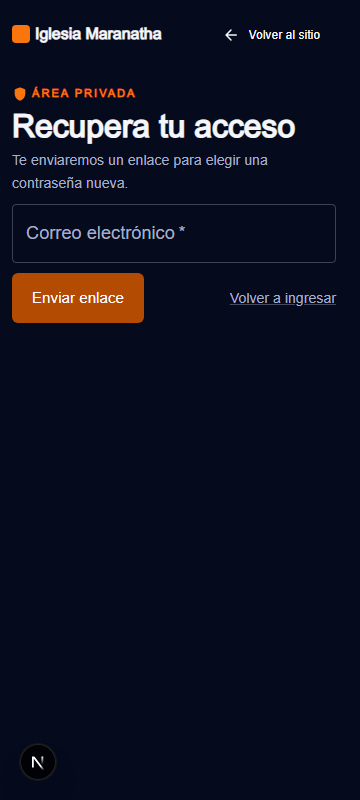 Iglesia Maranatha
Volver al sitio
ÁREA PRIVADA
Recupera tu acceso
Te enviaremos un enlace para elegir una
contraseña nueva.
Correo electrónico *
Enviar enlace
Volver a ingresar
N